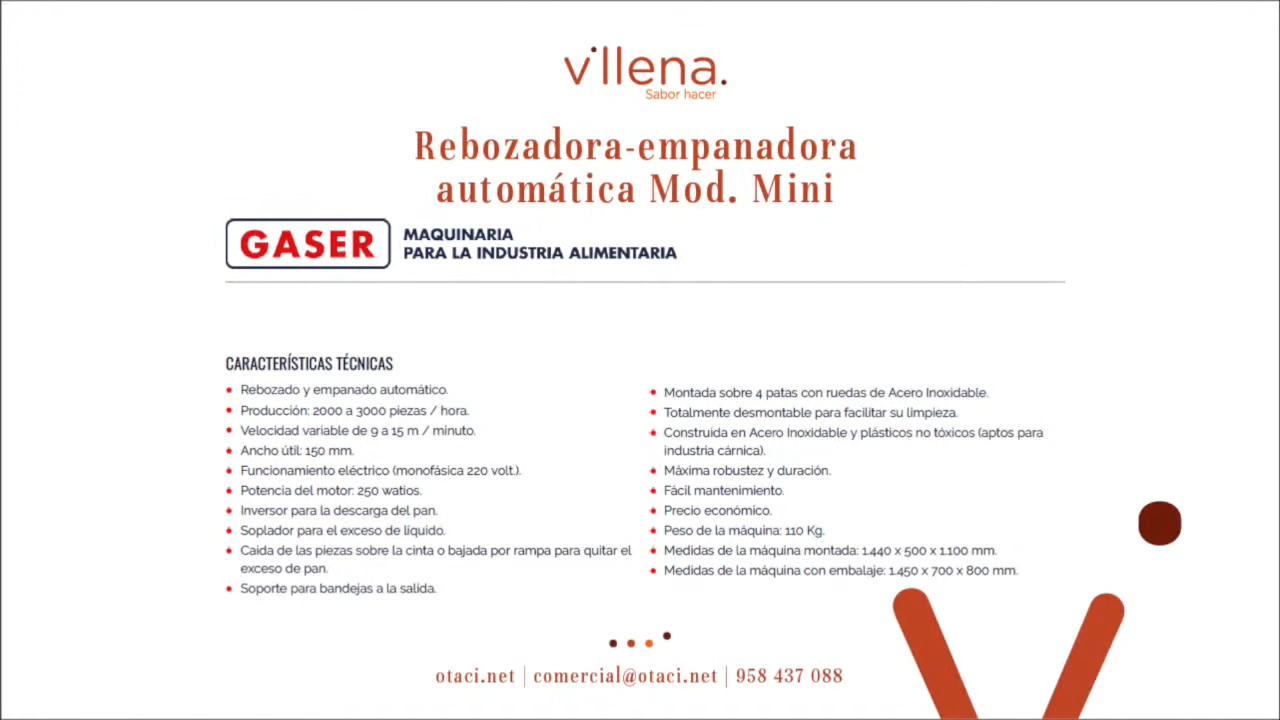 villena.
Sabor hacer
Rebozadora-empanadora
automática Mod. Mini
GASER
MAQUINARIA
PARA LA INDUSTRIA ALIMENTARIA
CARACTERÍSTICAS TÉCNICAS
Rebozado y empanado automático.
Producción: 2000 a 3000 piezas / hora.
Velocidad variable de 9 a 15 m / minuto.
Ancho útil: 150 mm.
Funcionamiento eléctrico (monofásica 220 volt.).
Potencia del motor: 250 watios.
Inversor para la descarga del pan.
Soplador para el exceso de líquido.
Caida de las piezas sobre la cinta o bajada por rampa para quitar el
exceso de pan.
Soporte para bandejas a la salida.
Montada sobre 4 patas con ruedas de Acero Inoxidable.
Totalmente desmontable para facilitar su limpieza.
Construida en Acero Inoxidable y plásticos no tóxicos (aptos para
industria cárnica).
Máxima robustez y duración.
Fácil mantenimiento.
Precio económico.
Peso de la máquina: 110 Kg.
Medidas de la máquina montada: 1.440 x 500 x 1.100 mm.
Medidas de la máquina con embalaje: 1.450 x 700 x 800 mm.
otaci.net | comercial@otaci.net | 958 437 088